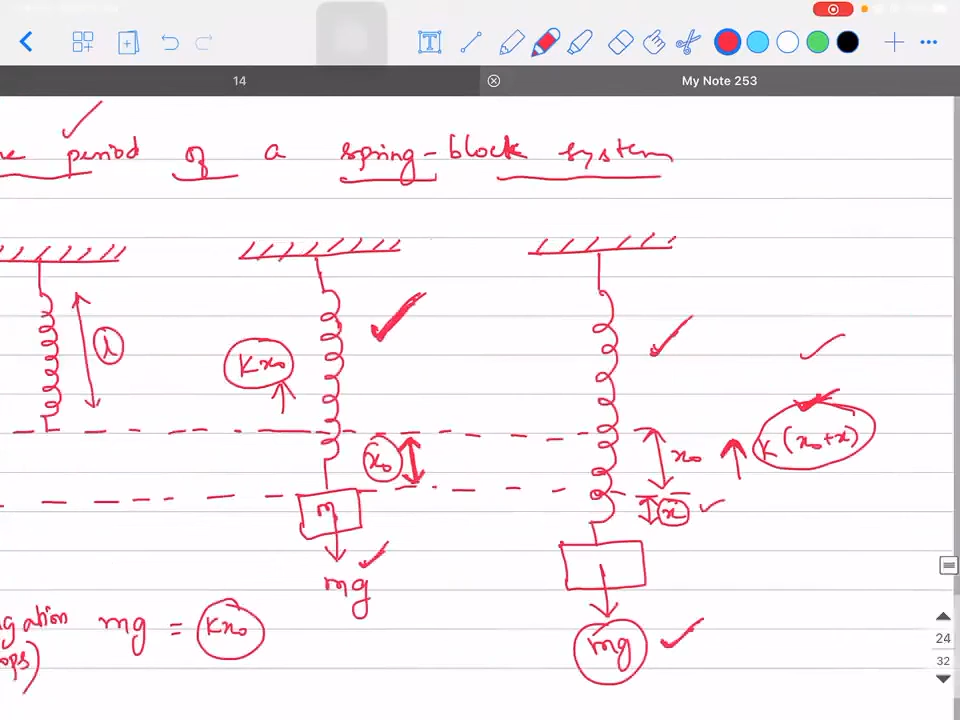 14
My Note 253
period of a spring-block system
l
Kx₀
x₀
m
mg
x₀
x
K(x₀+x)
mg
mg = Kx₀
24
32